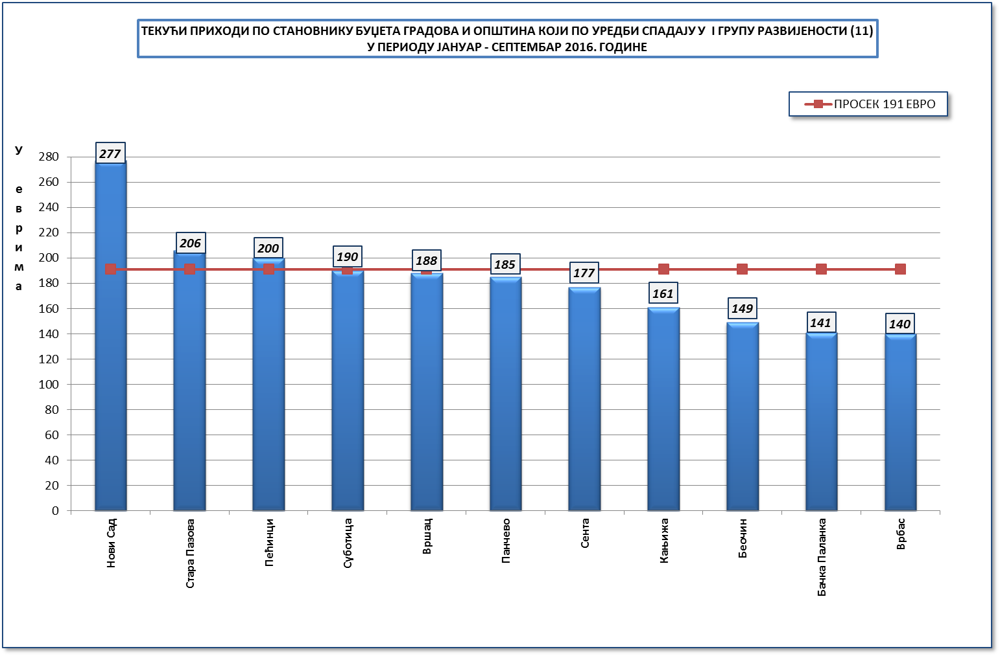 ТЕКУЋИ ПРИХОДИ ПО СТАНОВНИКУ БУЏЕТА ГРАДОВА И ОПШТИНА КОЈИ ПО УРЕДБИ СПАДАЈУ У I ГРУПУ РАЗВИЈЕНОСТИ (11)
У ПЕРИОДУ ЈАНУАР - СЕПТЕМБАР 2016. ГОДИНЕ
ПРОСЕК 191 ЕВРО
У еврима
280
260
240
220
200
180
160
140
120
100
80
60
40
20
0
277
206
200
190
188
185
177
161
149
141
140
Нови Сад
Стара Пазова
Пећинци
Суботица
Вршац
Панчево
Сента
Кањижа
Беочин
Бачка Паланка
Врбас